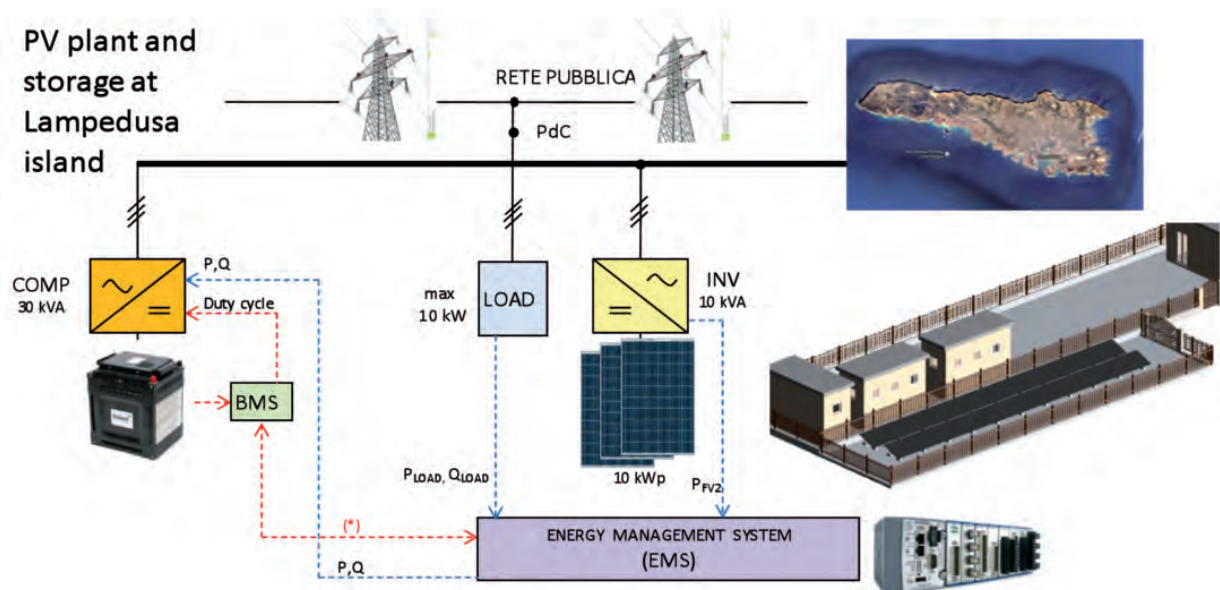 PV plant and
storage at
Lampedusa
island
RETE PUBBLICA
PdC
COMP
30 kVA
P,Q
Duty cycle
max
10 kW
LOAD
INV
10 kVA
BMS
10 kWp
PLOAD, QLOAD
PFV2
(*)
P,Q
ENERGY MANAGEMENT SYSTEM
(EMS)